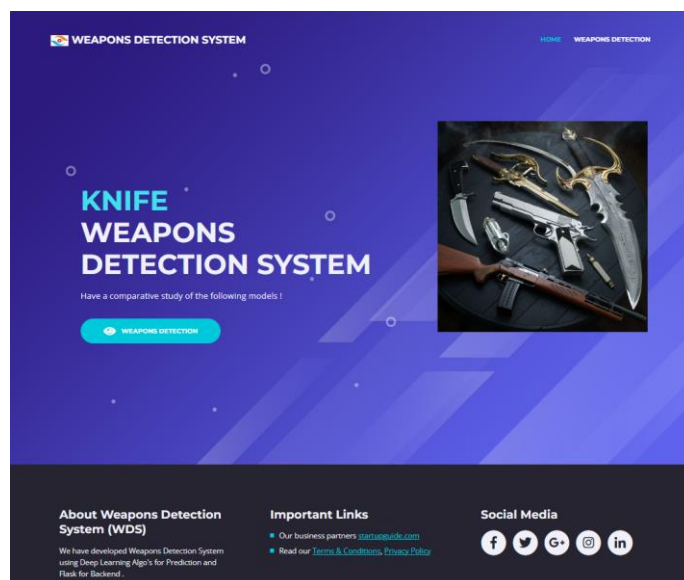 WEAPONS DETECTION SYSTEM
HOME WEAPONS DETECTION
KNIFE
WEAPONS
DETECTION SYSTEM
Have a comparative study of the following models !
WEAPONS DETECTION
About Weapons Detection
System (WDS)
We have developed Weapons Detection System
using Deep Learning Algo's for Prediction and
Flask for Backend .
Important Links
Our business partners startupguide.com
Read our Terms & Conditions, Privacy Policy
Social Media